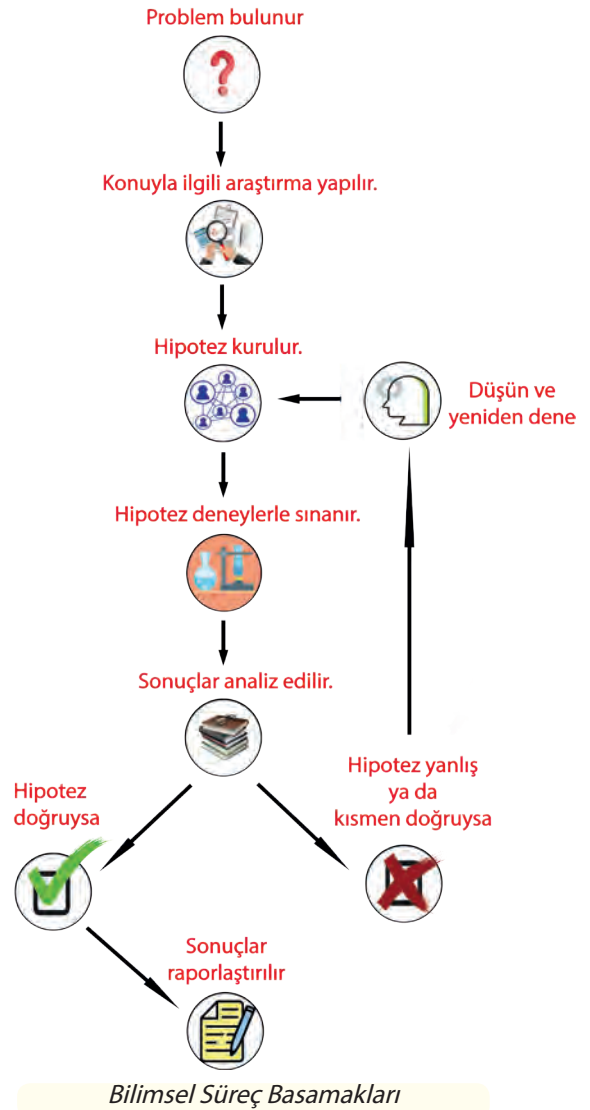 Problem bulunur
?
Konuyla ilgili araştırma yapılır.
Hipotez kurulur.
Düşün ve
yeniden dene
Hipotez deneylerle sınanır.
Sonuçlar analiz edilir.
Hipotez yanlış
ya da
kısmen doğruysa
Hipotez
doğruysa
Sonuçlar
raporlaştırılır
Bilimsel Süreç Basamakları